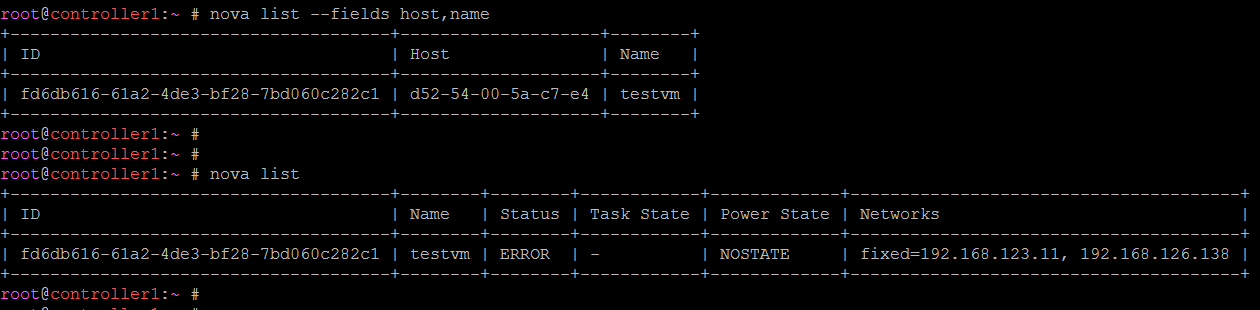 root@controller1:~ # nova list --fields host,name
+--------------------------------------+--------------------+--------+
| ID                                   | Host               | Name   |
+--------------------------------------+--------------------+--------+
| fd6db616-61a2-4de3-bf28-7bd060c282c1 | d52-54-00-5a-c7-e4 | testvm |
+--------------------------------------+--------------------+--------+
root@controller1:~ #
root@controller1:~ #
root@controller1:~ # nova list
+--------------------------------------+--------+--------+------------+-------------+---------------------------------------+
| ID                                   | Name   | Status | Task State | Power State | Networks                              |
+--------------------------------------+--------+--------+------------+-------------+---------------------------------------+
| fd6db616-61a2-4de3-bf28-7bd060c282c1 | testvm | ERROR  | -          | NOSTATE     | fixed=192.168.123.11, 192.168.126.138 |
+--------------------------------------+--------+--------+------------+-------------+---------------------------------------+
root@controller1:~ #